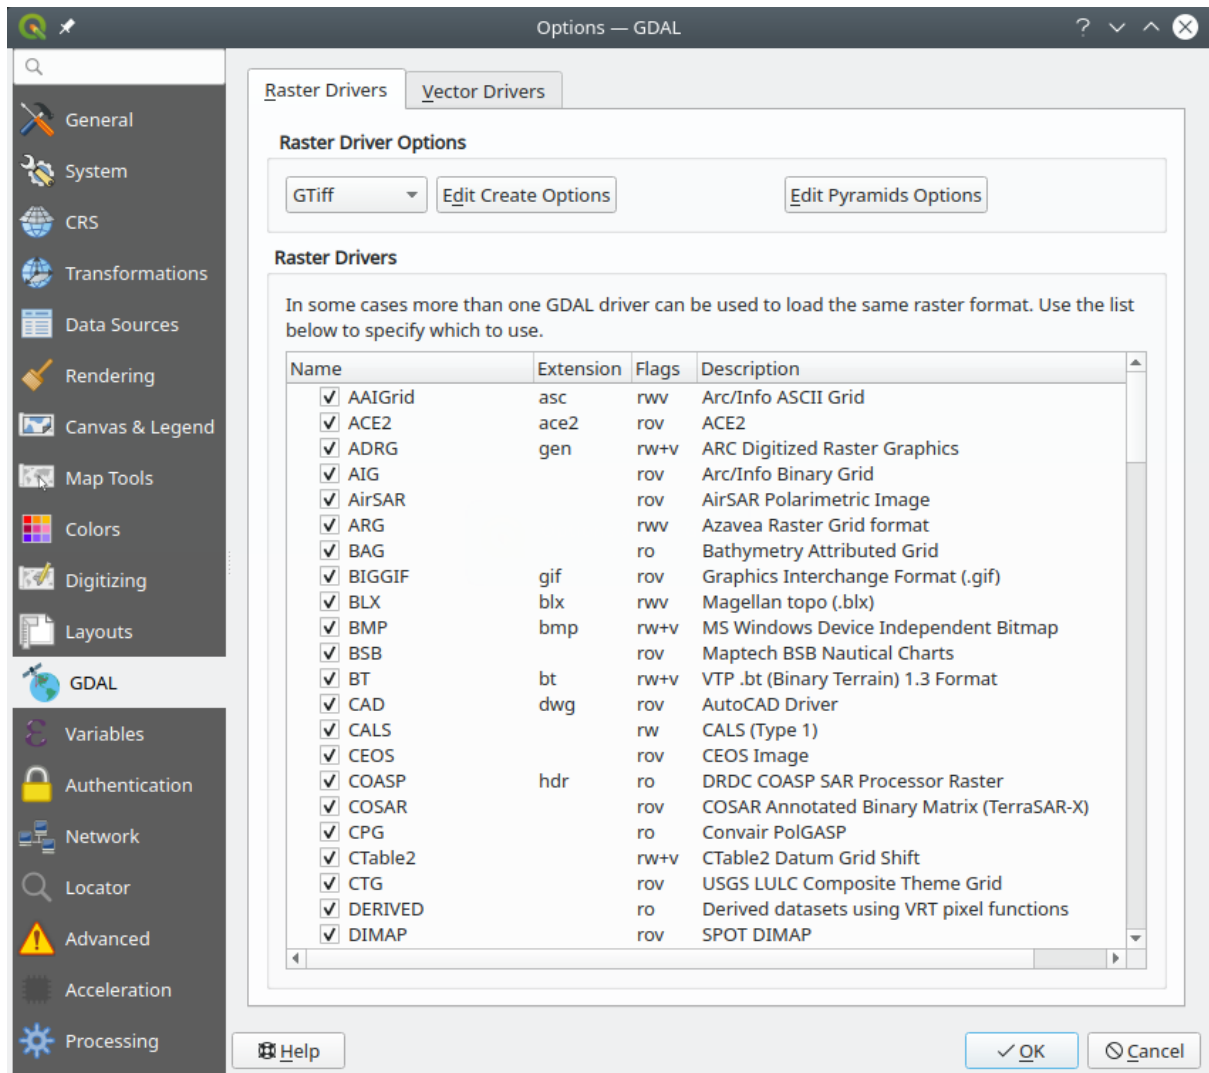 Options — GDAL
General
System
CRS
Transformations
Data Sources
Rendering
Canvas & Legend
Map Tools
Colors
Digitizing
Layouts
GDAL
Variables
Authentication
Network
Locator
Advanced
Acceleration
Processing
Raster Drivers Vector Drivers
Raster Driver Options
GTiff Edit Create Options Edit Pyramids Options
Raster Drivers
In some cases more than one GDAL driver can be used to load the same raster format. Use the list
below to specify which to use.
Name Extension Flags Description
AAIGrid asc rwv Arc/Info ASCII Grid
ACE2 ace2 rov ACE2
ADRG gen rw+v ARC Digitized Raster Graphics
AIG rov Arc/Info Binary Grid
AirSAR rov AirSAR Polarimetric Image
ARG rwv Azavea Raster Grid format
BAG ro Bathymetry Attributed Grid
BIGGIF gif rov Graphics Interchange Format (.gif)
BLX blx rwv Magellan topo (.blx)
BMP bmp rw+v MS Windows Device Independent Bitmap
BSB rov Maptech BSB Nautical Charts
BT bt rw+v VTP .bt (Binary Terrain) 1.3 Format
CAD dwg rov AutoCAD Driver
CALS rw CALS (Type 1)
CEOS rov CEOS Image
COASP hdr ro DRDC COASP SAR Processor Raster
COSAR rov COSAR Annotated Binary Matrix (TerraSAR-X)
CPG ro Convair PolGASP
CTable2 rw+v CTable2 Datum Grid Shift
CTG rov USGS LULC Composite Theme Grid
DERIVED ro Derived datasets using VRT pixel functions
DIMAP rov SPOT DIMAP
Help OK Cancel